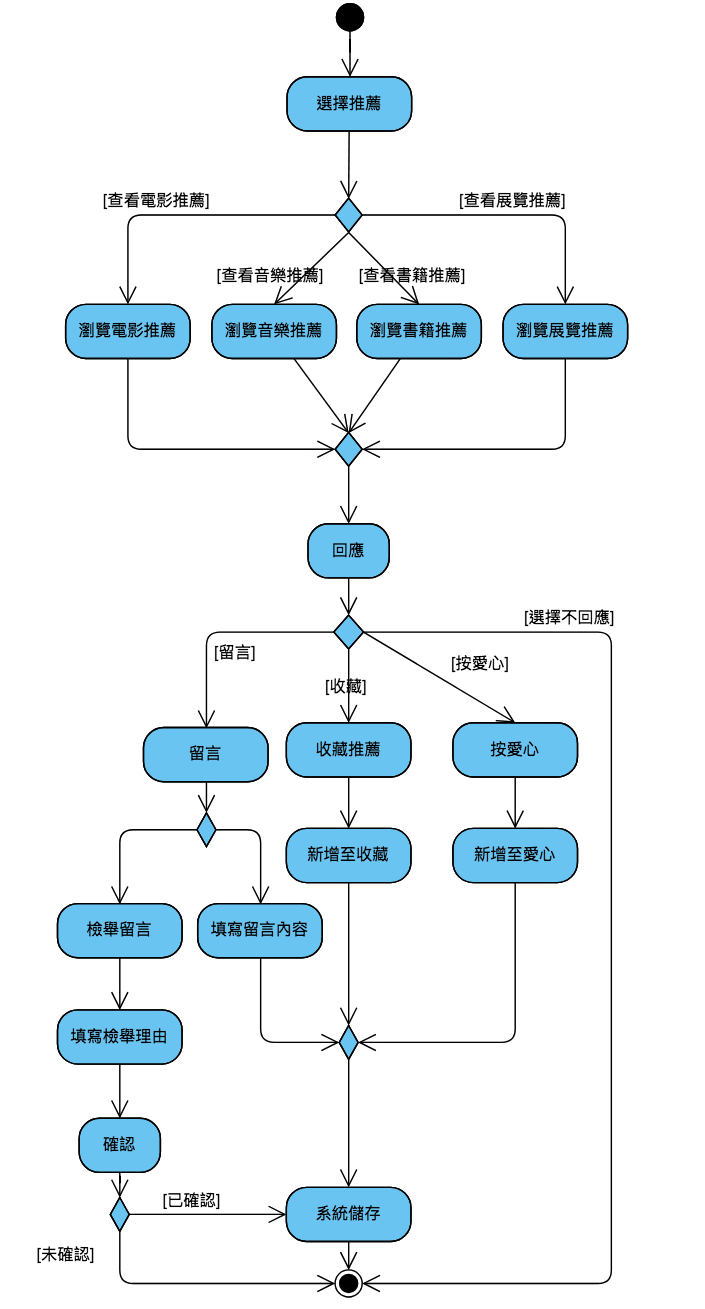 選擇推薦
[查看電影推薦]
[查看展覽推薦]
[查看音樂推薦]
[查看書籍推薦]
瀏覽電影推薦
瀏覽音樂推薦
瀏覽書籍推薦
瀏覽展覽推薦
回應
[選擇不回應]
[留言]
[按愛心]
[收藏]
留言
收藏推薦
按愛心
新增至收藏
新增至愛心
檢舉留言
填寫留言內容
填寫檢舉理由
確認
[已確認]
系統儲存
[未確認]